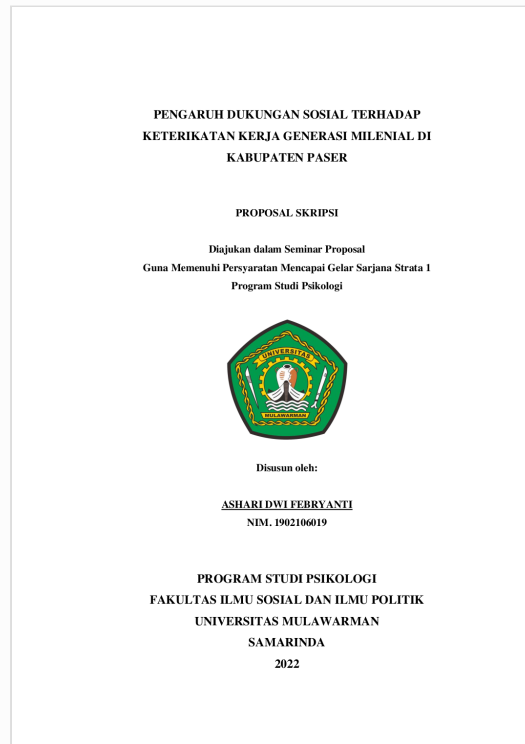 PENGARUH DUKUNGAN SOSIAL TERHADAP
KETERIKATAN KERJA GENERASI MILENIAL DI
KABUPATEN PASER
PROPOSAL SKRIPSI
Diajukan dalam Seminar Proposal
Guna Memenuhi Persyaratan Mencapai Gelar Sarjana Strata 1
Program Studi Psikologi
UNIVERSITAS
MULAWARMAN
Disusun oleh:
ASHARI DWI FEBRYANTI
NIM. 1902106019
PROGRAM STUDI PSIKOLOGI
FAKULTAS ILMU SOSIAL DAN ILMU POLITIK
UNIVERSITAS MULAWARMAN
SAMARINDA
2022